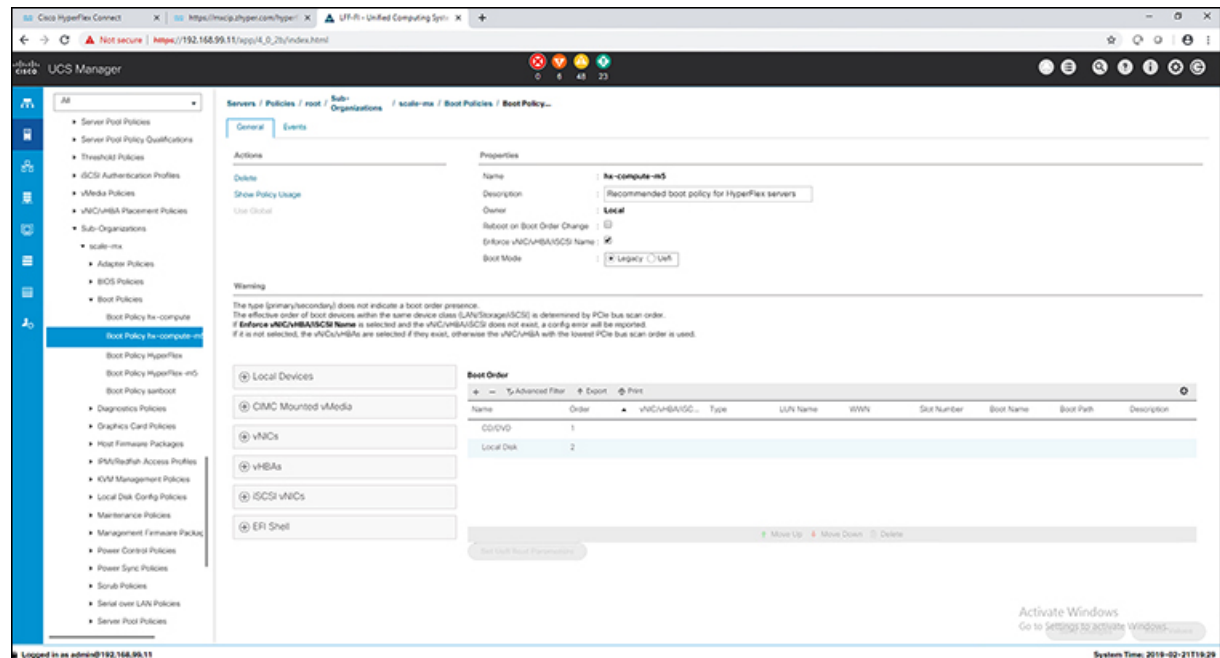 Cisco HyperFlex Connect
https://mxcip.zhyper.com/hyperf
LFF-FI - Unified Computing Syst
Not secure | https://192.168.99.11/app/4_0_2b/index.html
CISCO UCS Manager
0 6 48 23
All
Server Pool Policies
Server Pool Policy Qualifications
Threshold Policies
iSCSI Authentication Profiles
vMedia Policies
vNIC/vHBA Placement Policies
Sub-Organizations
scale-mx
Adapter Policies
BIOS Policies
Boot Policies
Boot Policy hx-compute
Boot Policy hx-compute-m5
Boot Policy HyperFlex
Boot Policy HyperFlex-m5
Boot Policy sanboot
Diagnostics Policies
Graphics Card Policies
Host Firmware Packages
IPMI/Redfish Access Profiles
KVM Management Policies
Local Disk Config Policies
Maintenance Policies
Management Firmware Packag
Power Control Policies
Power Sync Policies
Scrub Policies
Serial over LAN Policies
Server Pool Policies
Servers / Policies / root / Sub-Organizations / scale-mx / Boot Policies / Boot Policy...
General Events
Actions
Delete
Show Policy Usage
Use Global
Properties
Name : hx-compute-m5
Description : Recommended boot policy for HyperFlex servers
Owner : Local
Reboot on Boot Order Change :
Enforce vNIC/vHBA/iSCSI Name :
Boot Mode : Legacy Uefi
Warning
The type (primary/secondary) does not indicate a boot order presence.
The effective order of boot devices within the same device class (LAN/Storage/iSCSI) is determined by PCIe bus scan order.
If Enforce vNIC/vHBA/iSCSI Name is selected and the vNIC/vHBA/iSCSI does not exist, a config error will be reported.
If it is not selected, the vNICs/vHBAs are selected if they exist, otherwise the vNIC/vHBA with the lowest PCIe bus scan order is used.
Local Devices
CIMC Mounted vMedia
vNICs
vHBAs
iSCSI vNICs
EFI Shell
Boot Order
+ − Advanced Filter Export Print
Name Order vNIC/vHBA/iSC... Type LUN Name WWN Slot Number Boot Name Boot Path Description
CD/DVD 1
Local Disk 2
Move Up Move Down Delete
Set Uefi Boot Parameters
Activate Windows
Go to Settings to activate Windows.
Logged in as admin@192.168.99.11
System Time: 2019-02-21T19:29